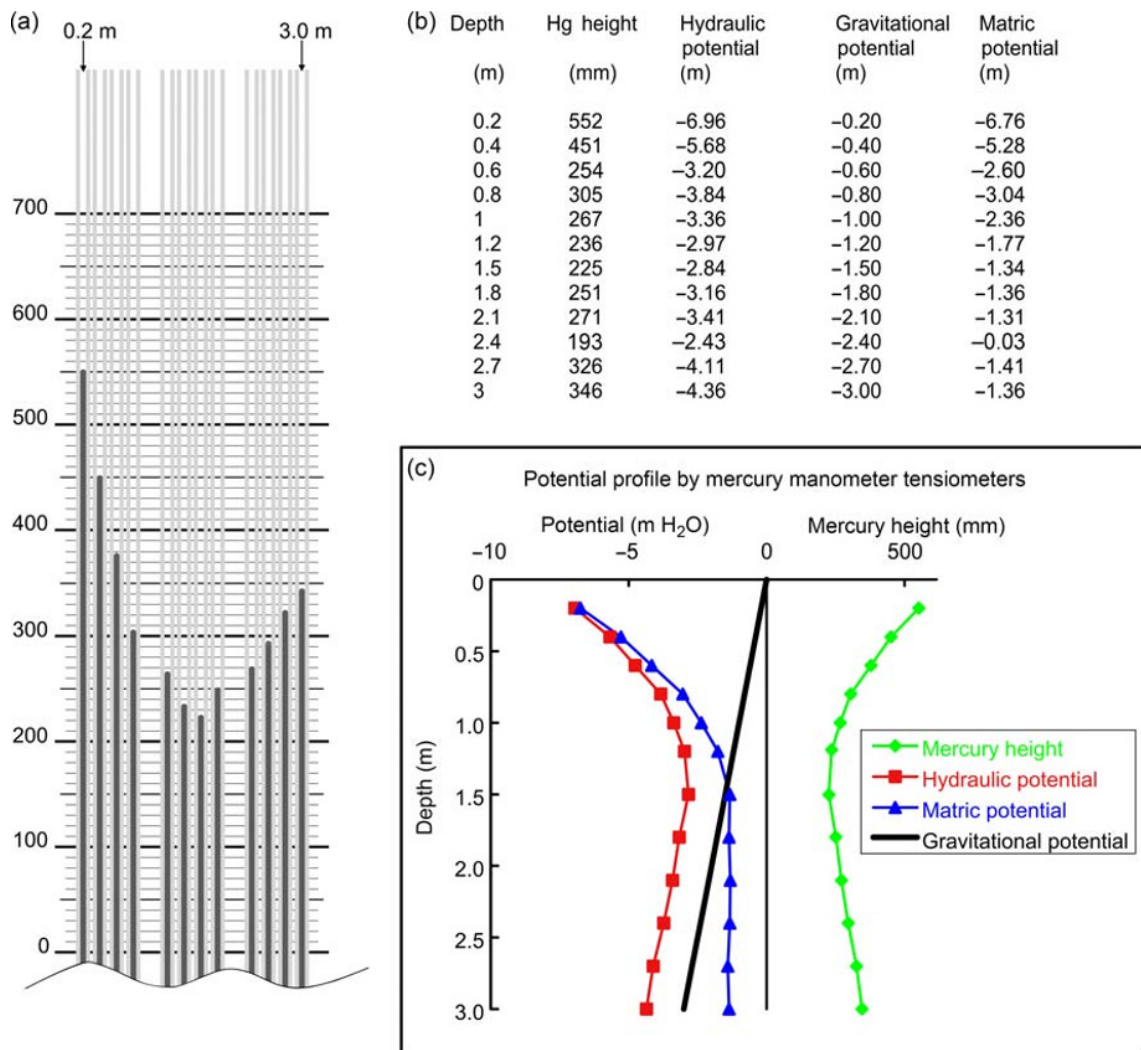 (a)
0.2 m 3.0 m
700
600
500
400
300
200
100
0
(b) Depth Hg height Hydraulic potential Gravitational potential Matric potential
(m) (mm) (m) (m) (m)
0.2 552 –6.96 –0.20 –6.76
0.4 451 –5.68 –0.40 –5.28
0.6 254 –3.20 –0.60 –2.60
0.8 305 –3.84 –0.80 –3.04
1 267 –3.36 –1.00 –2.36
1.2 236 –2.97 –1.20 –1.77
1.5 225 –2.84 –1.50 –1.34
1.8 251 –3.16 –1.80 –1.36
2.1 271 –3.41 –2.10 –1.31
2.4 193 –2.43 –2.40 –0.03
2.7 326 –4.11 –2.70 –1.41
3 346 –4.36 –3.00 –1.36
(c)
Potential profile by mercury manometer tensiometers
Potential (m H₂O) Mercury height (mm)
–10 –5 0 500
0
0.5
1.0
1.5
2.0
2.5
3.0
Depth (m)
Mercury height
Hydraulic potential
Matric potential
Gravitational potential